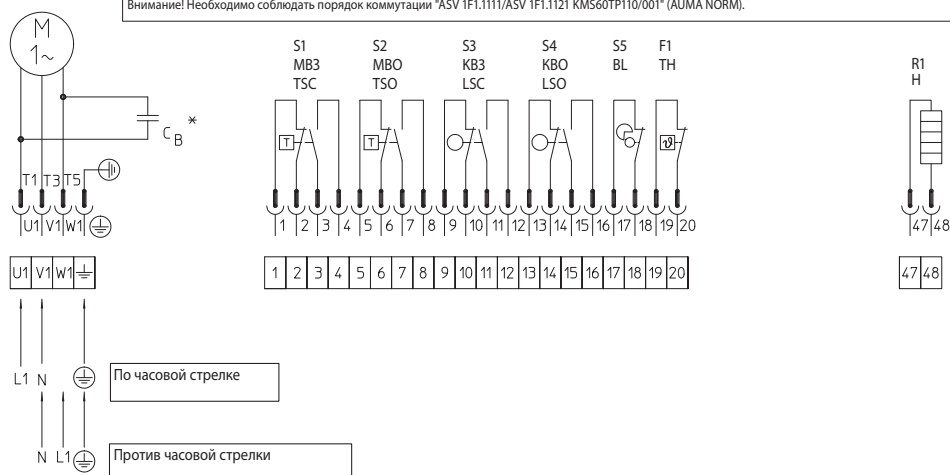 Внимание! Необходимо соблюдать порядок коммутации "ASV 1F1.1111/ASV 1F1.1121 KMS60TP110/001" (AUMA NORM).
M
1~
C B *
T1 T3 T5
U1 V1 W1
S1
MB3
TSC
S2
MBO
TSO
S3
KB3
LSC
S4
KBO
LSO
S5
BL
F1
TH
R1
H
T T ϑ
1 2 3 4 5 6 7 8 9 10 11 12 13 14 15 16 17 18 19 20
47 48
U1 V1 W1
1 2 3 4 5 6 7 8 9 10 11 12 13 14 15 16 17 18 19 20
47 48
L1 N
По часовой стрелке
N L1
Против часовой стрелки